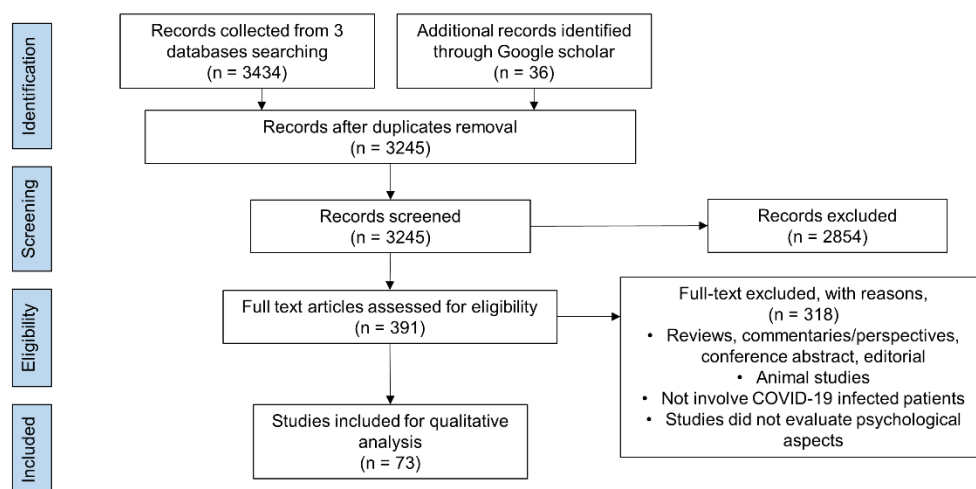 Identification
Records collected from 3
databases searching
(n = 3434)
Additional records identified
through Google scholar
(n = 36)
Records after duplicates removal
(n = 3245)
Screening
Records screened
(n = 3245)
Records excluded
(n = 2854)
Eligibility
Full text articles assessed for eligibility
(n = 391)
Full-text excluded, with reasons,
(n = 318)
• Reviews, commentaries/perspectives,
conference abstract, editorial
• Animal studies
• Not involve COVID-19 infected patients
• Studies did not evaluate psychological
aspects
Included
Studies included for qualitative
analysis
(n = 73)